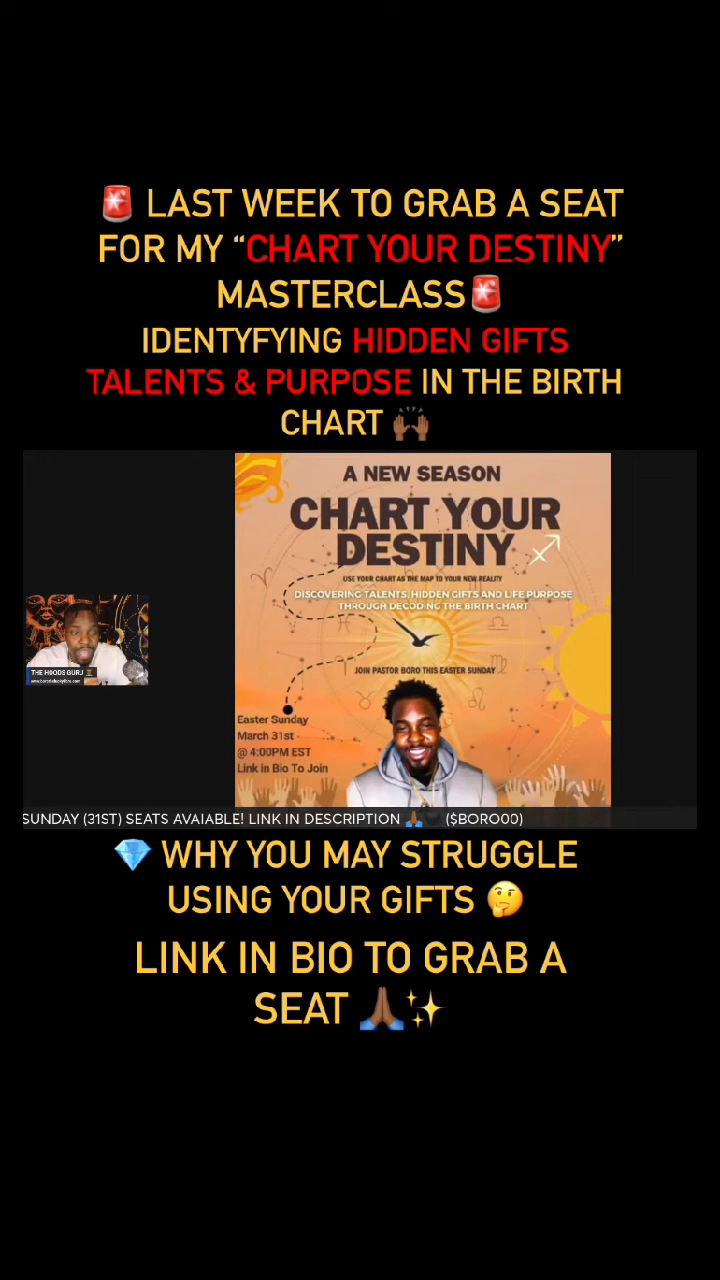 🚨 LAST WEEK TO GRAB A SEAT
FOR MY “CHART YOUR DESTINY”
MASTERCLASS🚨
IDENTYFYING HIDDEN GIFTS
TALENTS & PURPOSE IN THE BIRTH
CHART 🙌🏾
A NEW SEASON
CHART YOUR
DESTINY
USE YOUR CHART AS THE MAP TO YOUR NEW REALITY
DISCOVERING TALENTS, HIDDEN GIFTS AND LIFE PURPOSE
THROUGH DECODING THE BIRTH CHART
JOIN PASTOR BORO THIS EASTER SUNDAY
THE HOODS GURU
Easter Sunday
March 31st -
@ 4:00PM EST
Link in Bio To Join
SUNDAY (31ST) SEATS AVAIABLE! LINK IN DESCRIPTION 🙏🏾 ($BORO00)
💎 WHY YOU MAY STRUGGLE
USING YOUR GIFTS 🤔
LINK IN BIO TO GRAB A
SEAT 🙏🏾✨